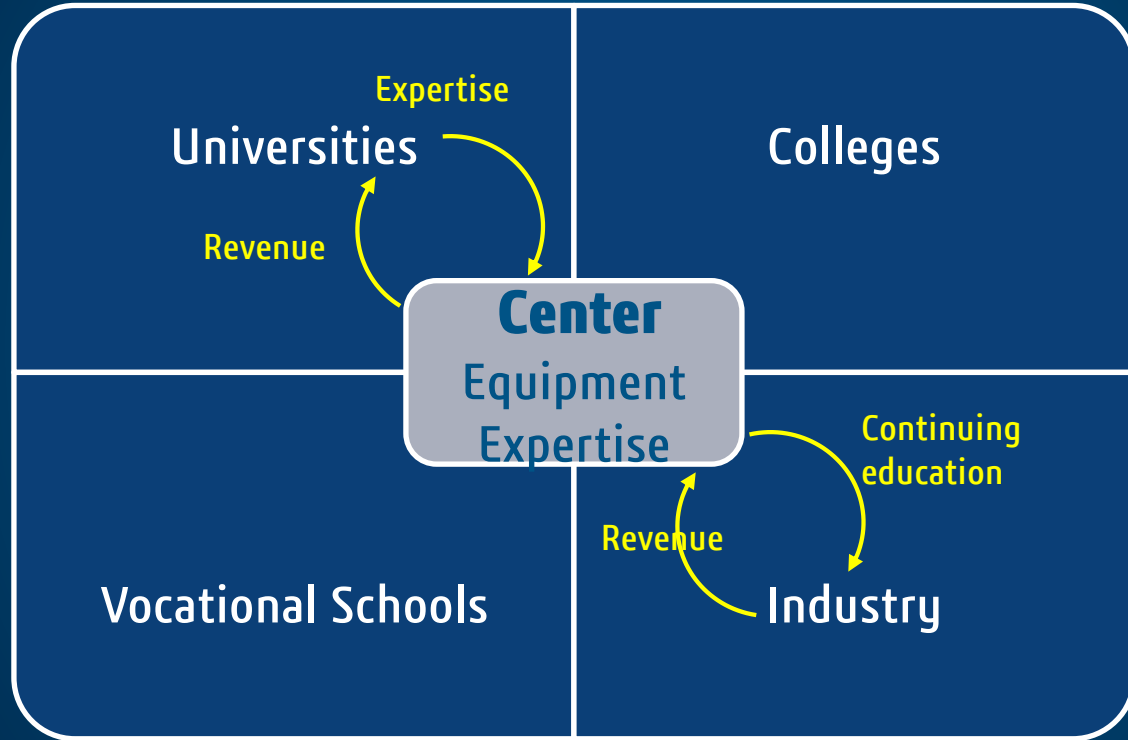 Expertise
Universities
Colleges
Revenue
Center
Equipment
Expertise
Continuing
education
Revenue
Vocational Schools
Industry